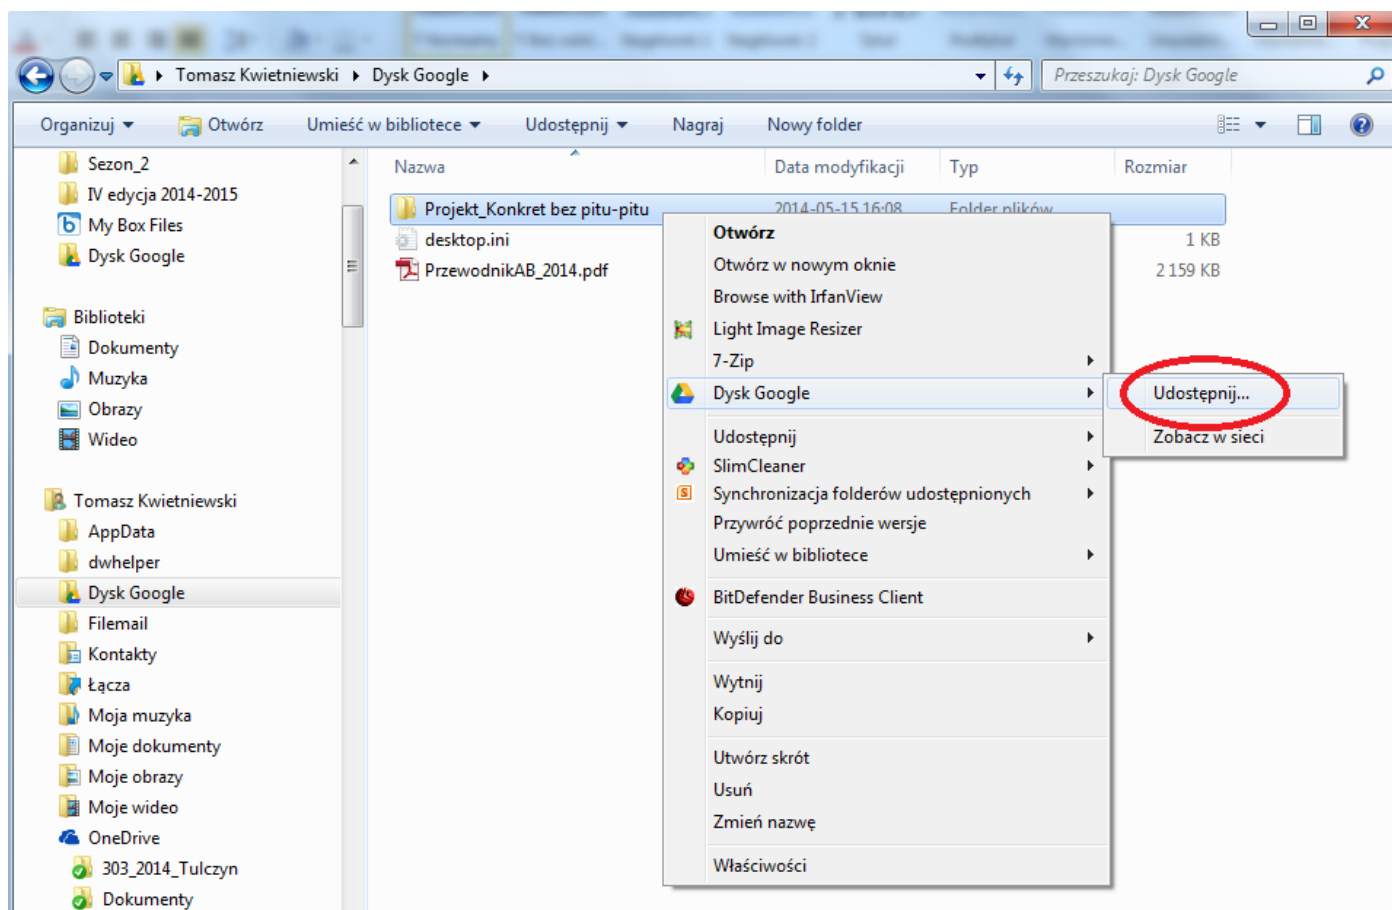 Tomasz Kwietniewski Dysk Google
Przeszukaj: Dysk Google
Organizuj Otwórz Umieść w bibliotece Udostępnij Nagraj Nowy folder
Sezon_2
IV edycja 2014-2015
My Box Files
Dysk Google
Biblioteki
Dokumenty
Muzyka
Obrazy
Wideo
Tomasz Kwietniewski
AppData
dwhelper
Dysk Google
Filemail
Kontakty
Łącza
Moja muzyka
Moje dokumenty
Moje obrazy
Moje wideo
OneDrive
303_2014_Tulczyn
Dokumenty
Nazwa Data modyfikacji Typ Rozmiar
Projekt_Konkret bez pitu-pitu 2014-05-15 16:08 Folder plików
desktop.ini 1 KB
PrzewodnikAB_2014.pdf 2 159 KB
Otwórz
Otwórz w nowym oknie
Browse with IrfanView
Light Image Resizer
7-Zip
Dysk Google
Udostępnij
SlimCleaner
Synchronizacja folderów udostępnionych
Przywróć poprzednie wersje
Umieść w bibliotece
BitDefender Business Client
Wyślij do
Wytnij
Kopiuj
Utwórz skrót
Usuń
Zmień nazwę
Właściwości
Udostępnij...
Zobacz w sieci